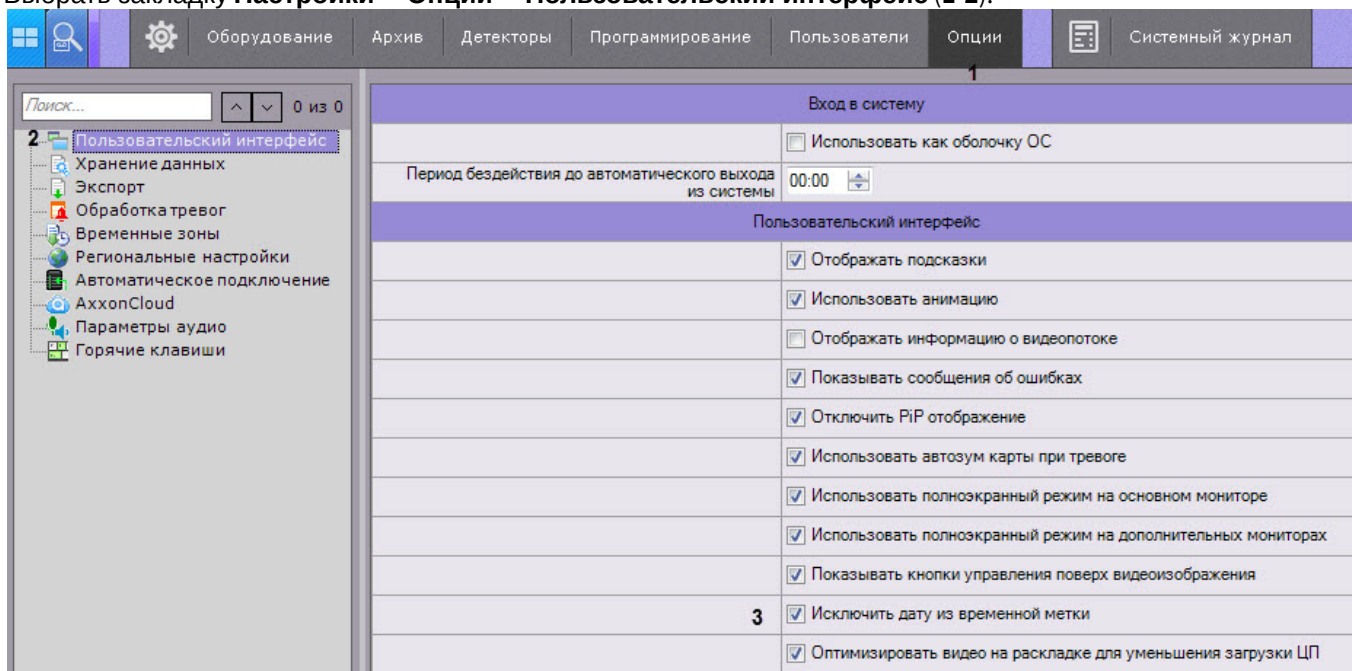 Выбрать закладку Настройки – Опции – Пользовательский интерфейс (1-2).
Оборудование Архив Детекторы Программирование Пользователи Опции Системный журнал
1
Поиск... 0 из 0
2 Пользовательский интерфейс
Хранение данных
Экспорт
Обработка тревог
Временные зоны
Региональные настройки
Автоматическое подключение
AxxonCloud
Параметры аудио
Горячие клавиши
Вход в систему
Использовать как оболочку ОС
Период бездействия до автоматического выхода
из системы 00:00
Пользовательский интерфейс
Отображать подсказки
Использовать анимацию
Отображать информацию о видеопотоке
Показывать сообщения об ошибках
Отключить PiP отображение
Использовать автозум карты при тревоге
Использовать полноэкранный режим на основном мониторе
Использовать полноэкранный режим на дополнительных мониторах
Показывать кнопки управления поверх видеоизображения
3 Исключить дату из временной метки
Оптимизировать видео на раскладке для уменьшения загрузки ЦП